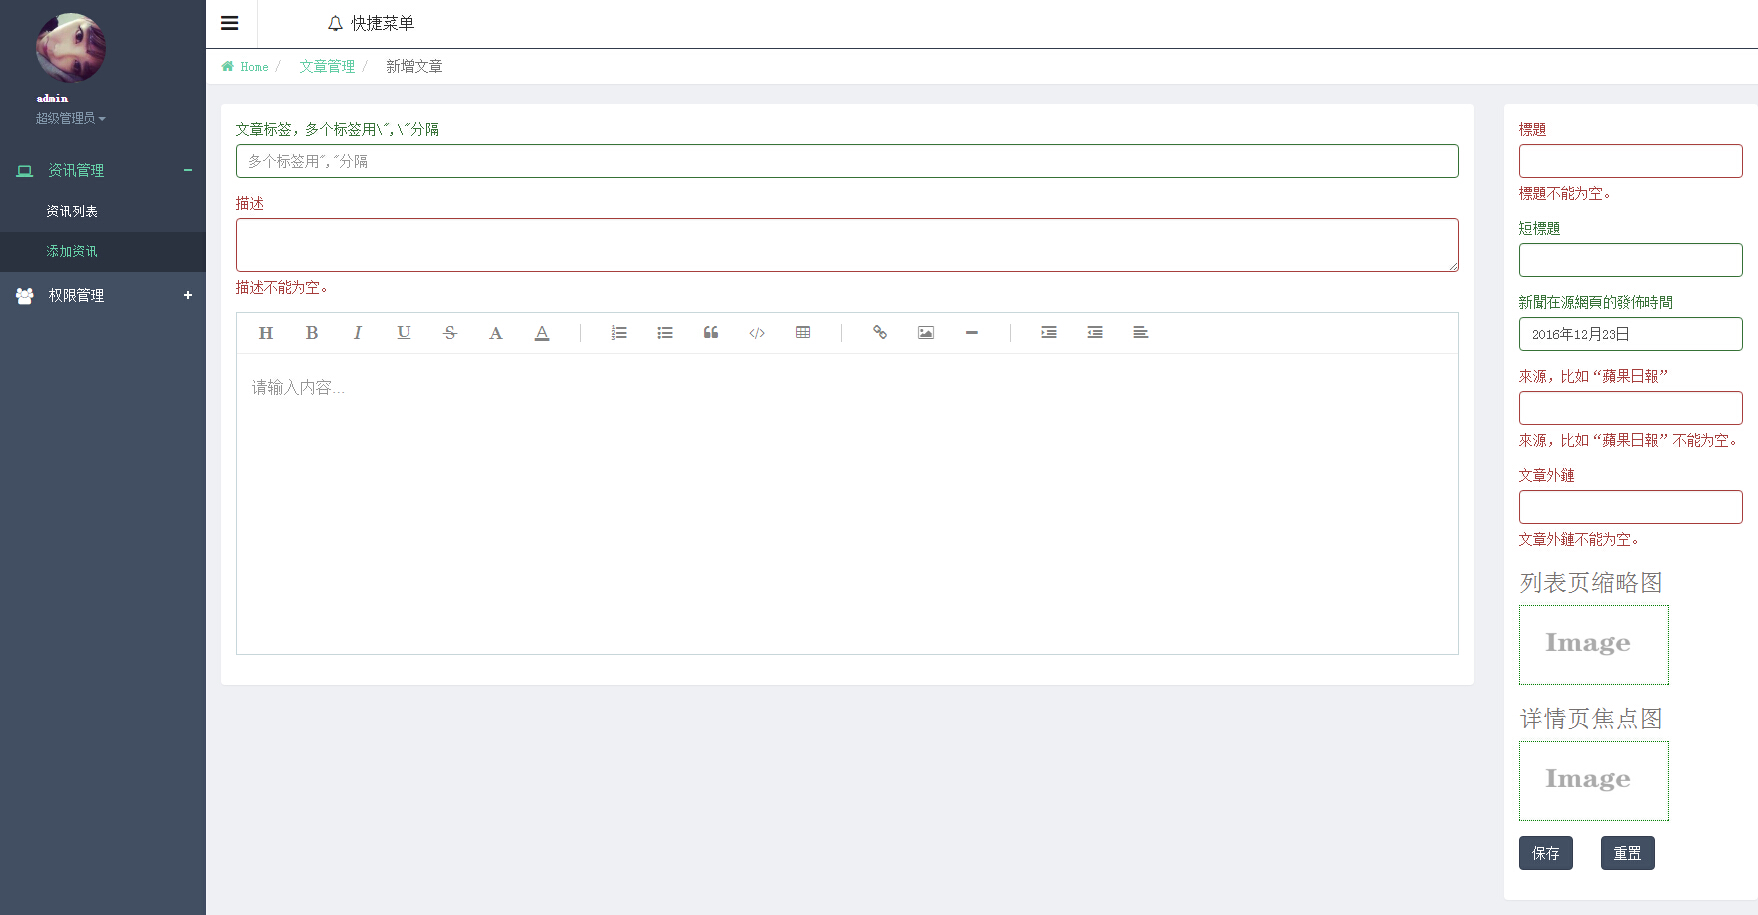 admin
超级管理员
资讯管理
资讯列表
添加资讯
权限管理
快捷菜单
Home / 文章管理 / 新增文章
文章标签，多个标签用\",\"分隔
多个标签用","分隔
描述
描述不能为空。
H B I U S A A
请输入内容...
標題
標題不能为空。
短標題
新聞在源網頁的發佈時間
2016年12月23日
來源，比如“蘋果日報”
來源，比如“蘋果日報”不能为空。
文章外鏈
文章外鏈不能为空。
列表页缩略图
Image
详情页焦点图
Image
保存 重置